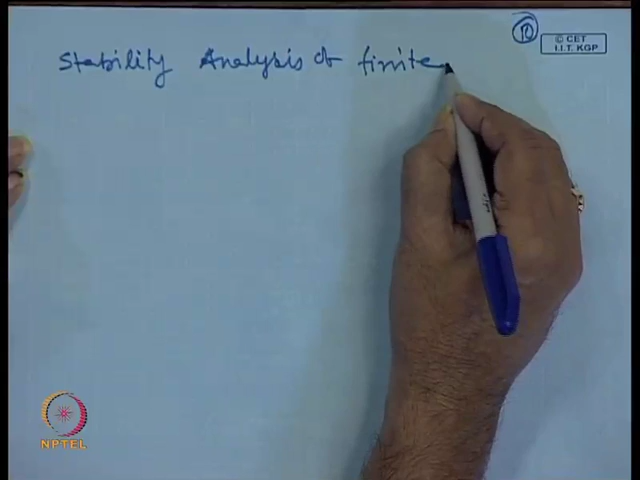 10
© CET
I.I.T. KGP
Stability Analysis of finite
NPTEL